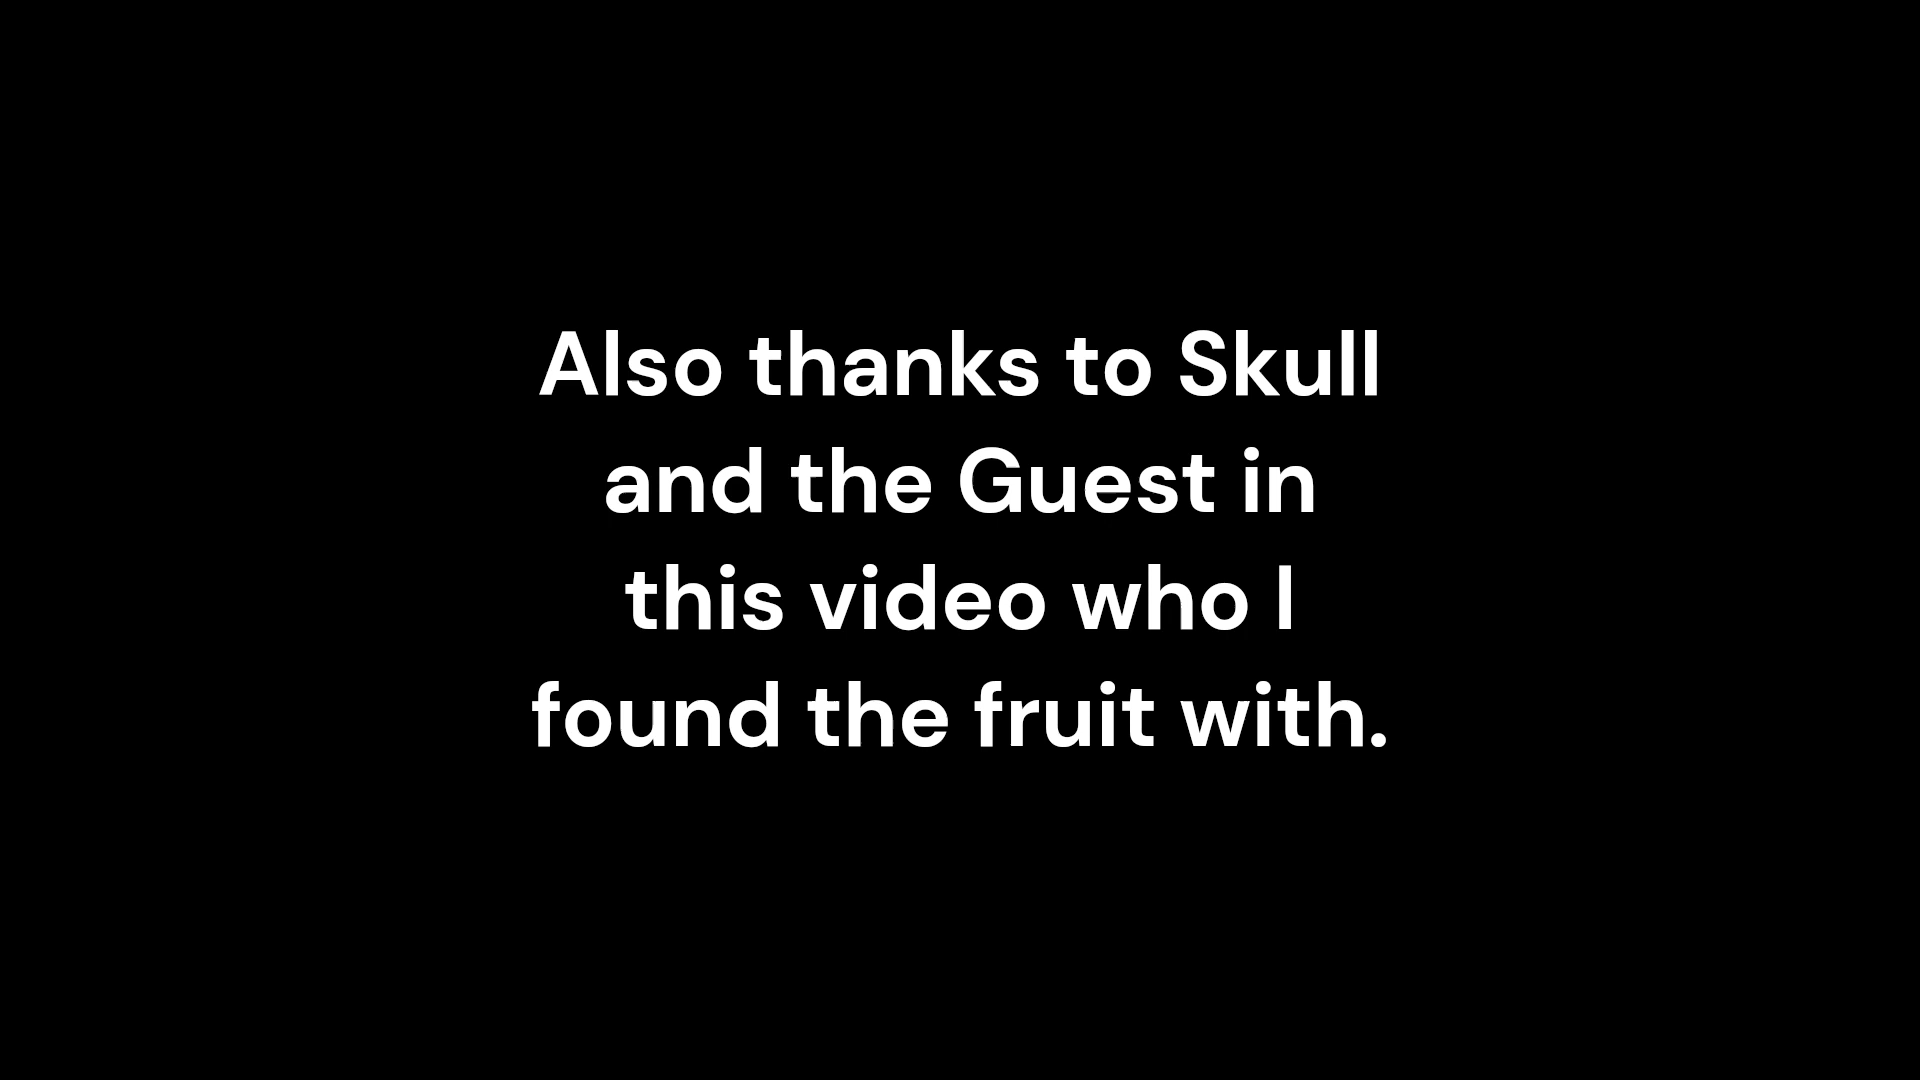 Also thanks to Skull
and the Guest in
this video who I
found the fruit with.